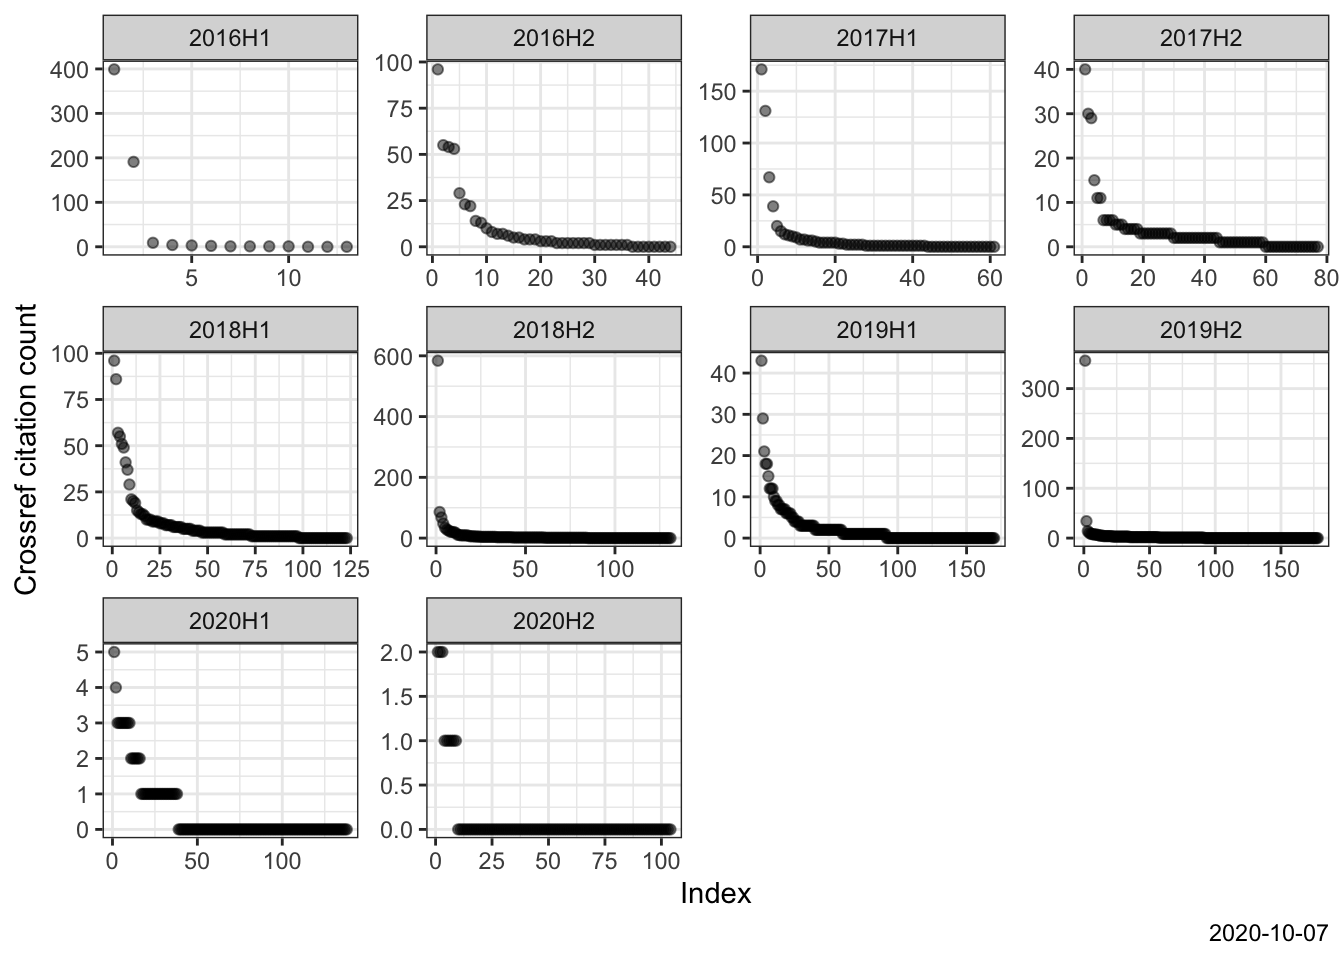 2016H1 2016H2 2017H1 2017H2
400 300 200 100 0
100 75 50 25 0
150 100 50 0
40 30 20 10 0
5 10
0 10 20 30 40
0 20 40 60
0 20 40 60 80
Crossref citation count
2018H1 2018H2 2019H1 2019H2
100 75 50 25 0
600 400 200 0
40 30 20 10 0
300 200 100 0
0 25 50 75 100 125
0 50 100
0 50 100 150
0 50 100 150
2020H1 2020H2
5 4 3 2 1 0
2.0 1.5 1.0 0.5 0.0
0 50 100
0 25 50 75 100
Index
2020-10-07